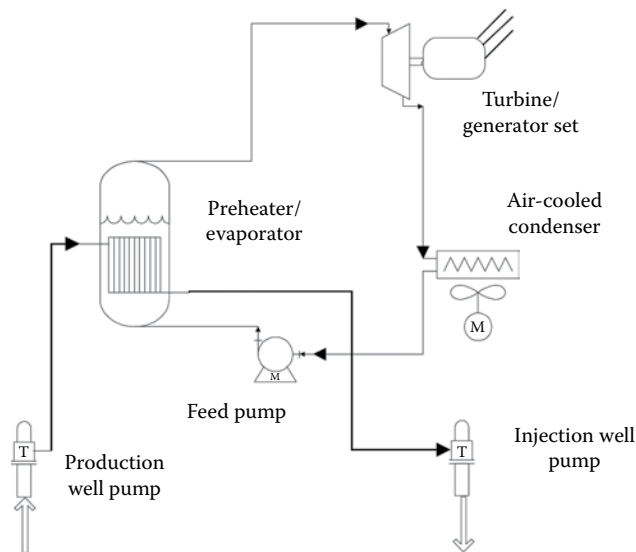 Turbine/
generator set
Preheater/
evaporator
Air-cooled
condenser
M
M
Feed pump
T
Production
well pump
T
Injection well
pump